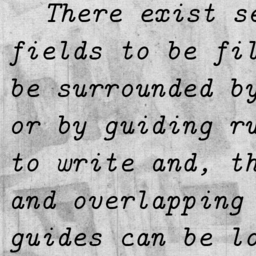 There exist se
fields to be fil
be surrounded by
or by guiding ru
to write and, th
and overlapping
guides can be lo